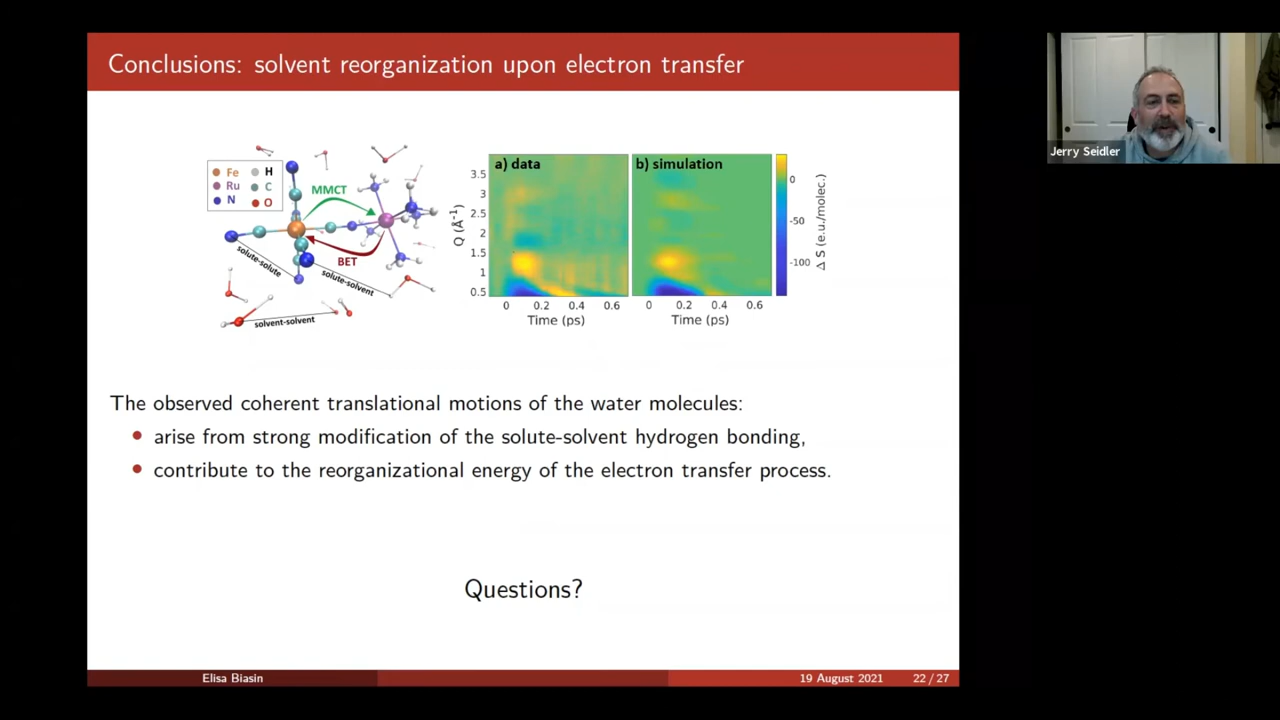 Conclusions: solvent reorganization upon electron transfer
Jerry Seidler
Fe H
Ru C
N O
MMCT
BET
solute-solute
solute-solvent
solvent-solvent
a) data
b) simulation
Q (Å⁻¹)
3.5
3
2.5
2
1.5
1
0.5
0 0.2 0.4 0.6
Time (ps)
0 0.2 0.4 0.6
Time (ps)
0
-50
-100
Δ S (e.u./molec.)
The observed coherent translational motions of the water molecules:
• arise from strong modification of the solute-solvent hydrogen bonding,
• contribute to the reorganizational energy of the electron transfer process.
Questions?
Elisa Biasin 19 August 2021 22 / 27